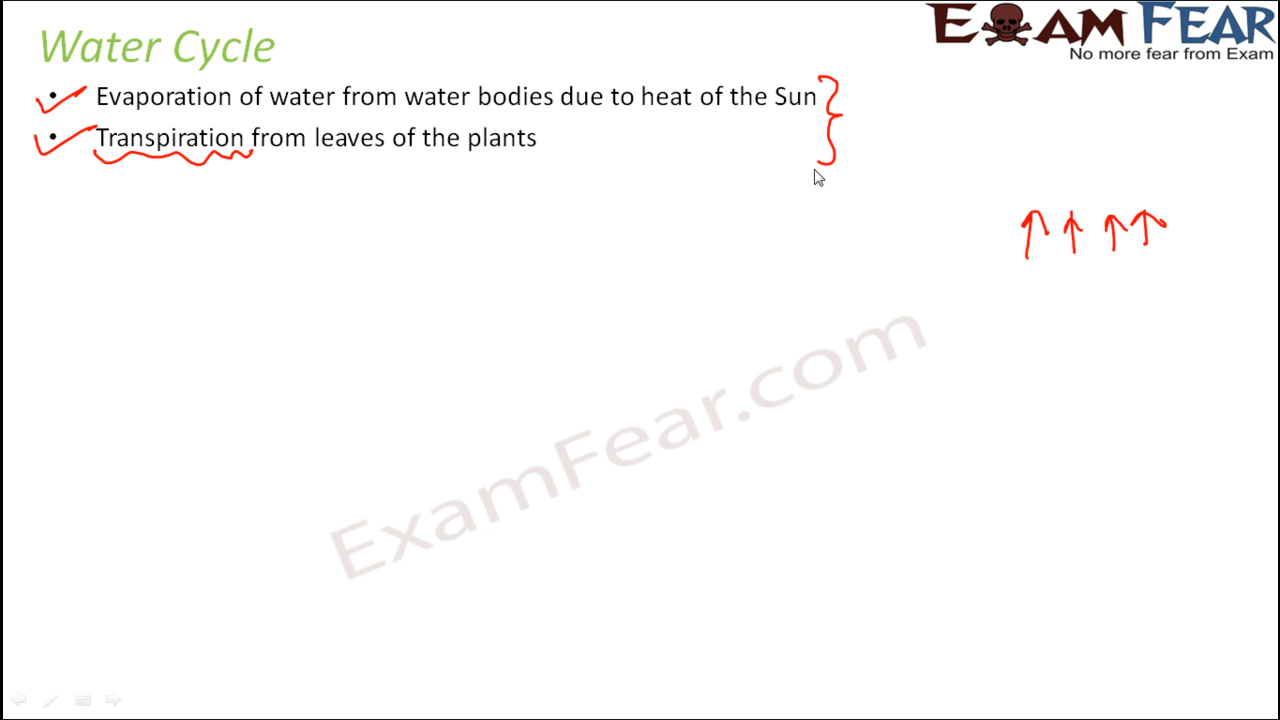 Water Cycle
EXAM FEAR
No more fear from Exam
• Evaporation of water from water bodies due to heat of the Sun
• Transpiration from leaves of the plants
ExamFear.com